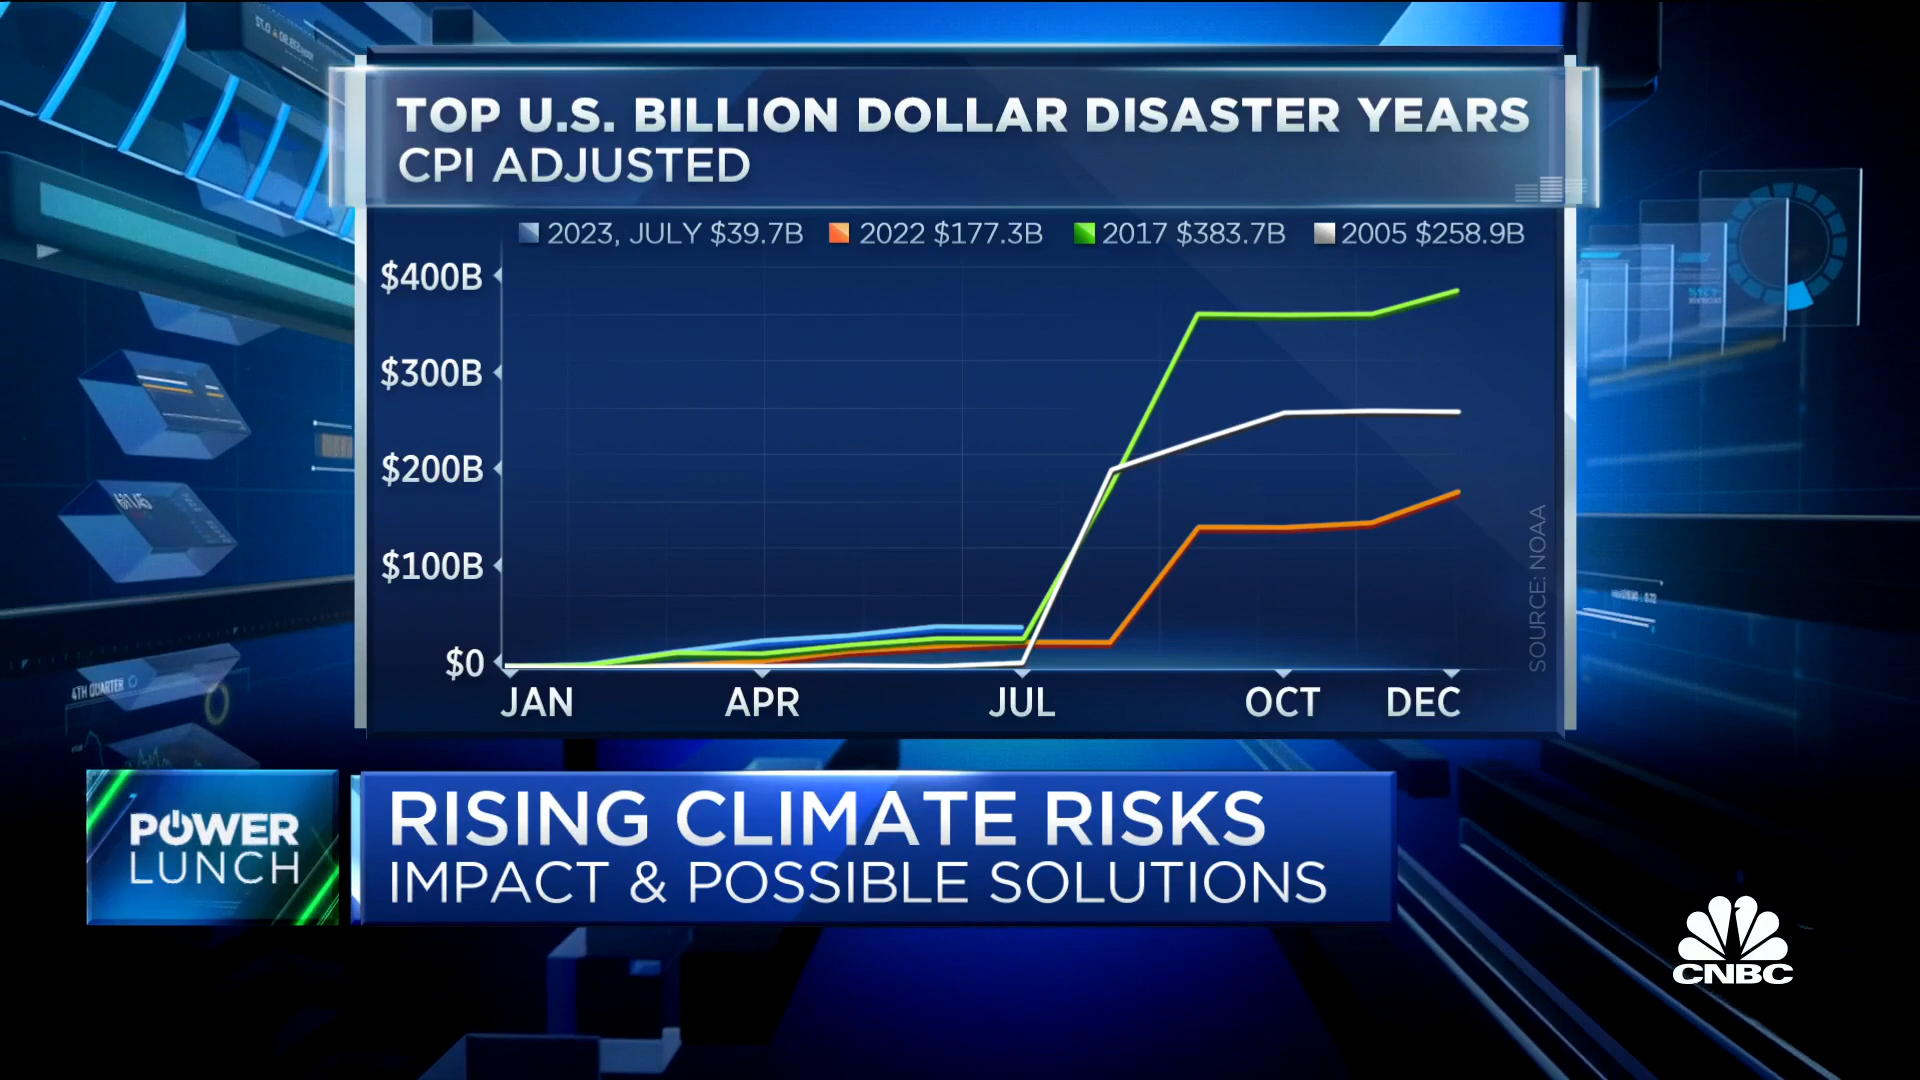 TOP U.S. BILLION DOLLAR DISASTER YEARS
CPI ADJUSTED
2023, JULY $39.7B 2022 $177.3B 2017 $383.7B 2005 $258.9B
$400B
$300B
$200B
$100B
$0
JAN APR JUL OCT DEC
SOURCE: NOAA
4TH QUARTER
POWER
LUNCH
RISING CLIMATE RISKS
IMPACT & POSSIBLE SOLUTIONS
CNBC